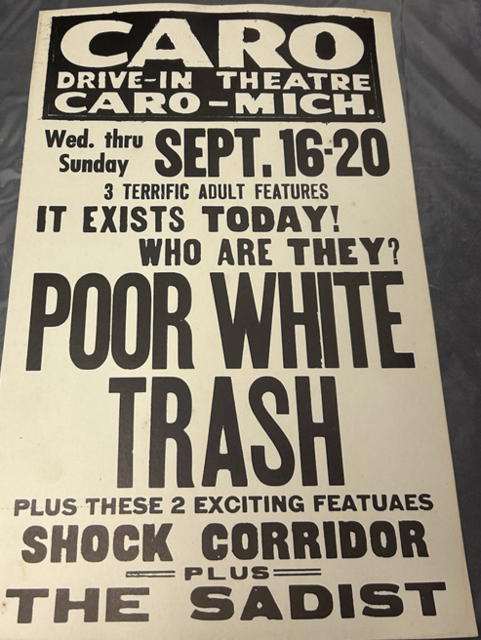 CARO
DRIVE-IN THEATRE
CARO-MICH.
Wed. thru
Sunday
SEPT. 16-20
3 TERRIFIC ADULT FEATURES
IT EXISTS TODAY!
WHO ARE THEY?
POOR WHITE
TRASH
PLUS THESE 2 EXCITING FEATUAES
SHOCK CORRIDOR
PLUS
THE SADIST